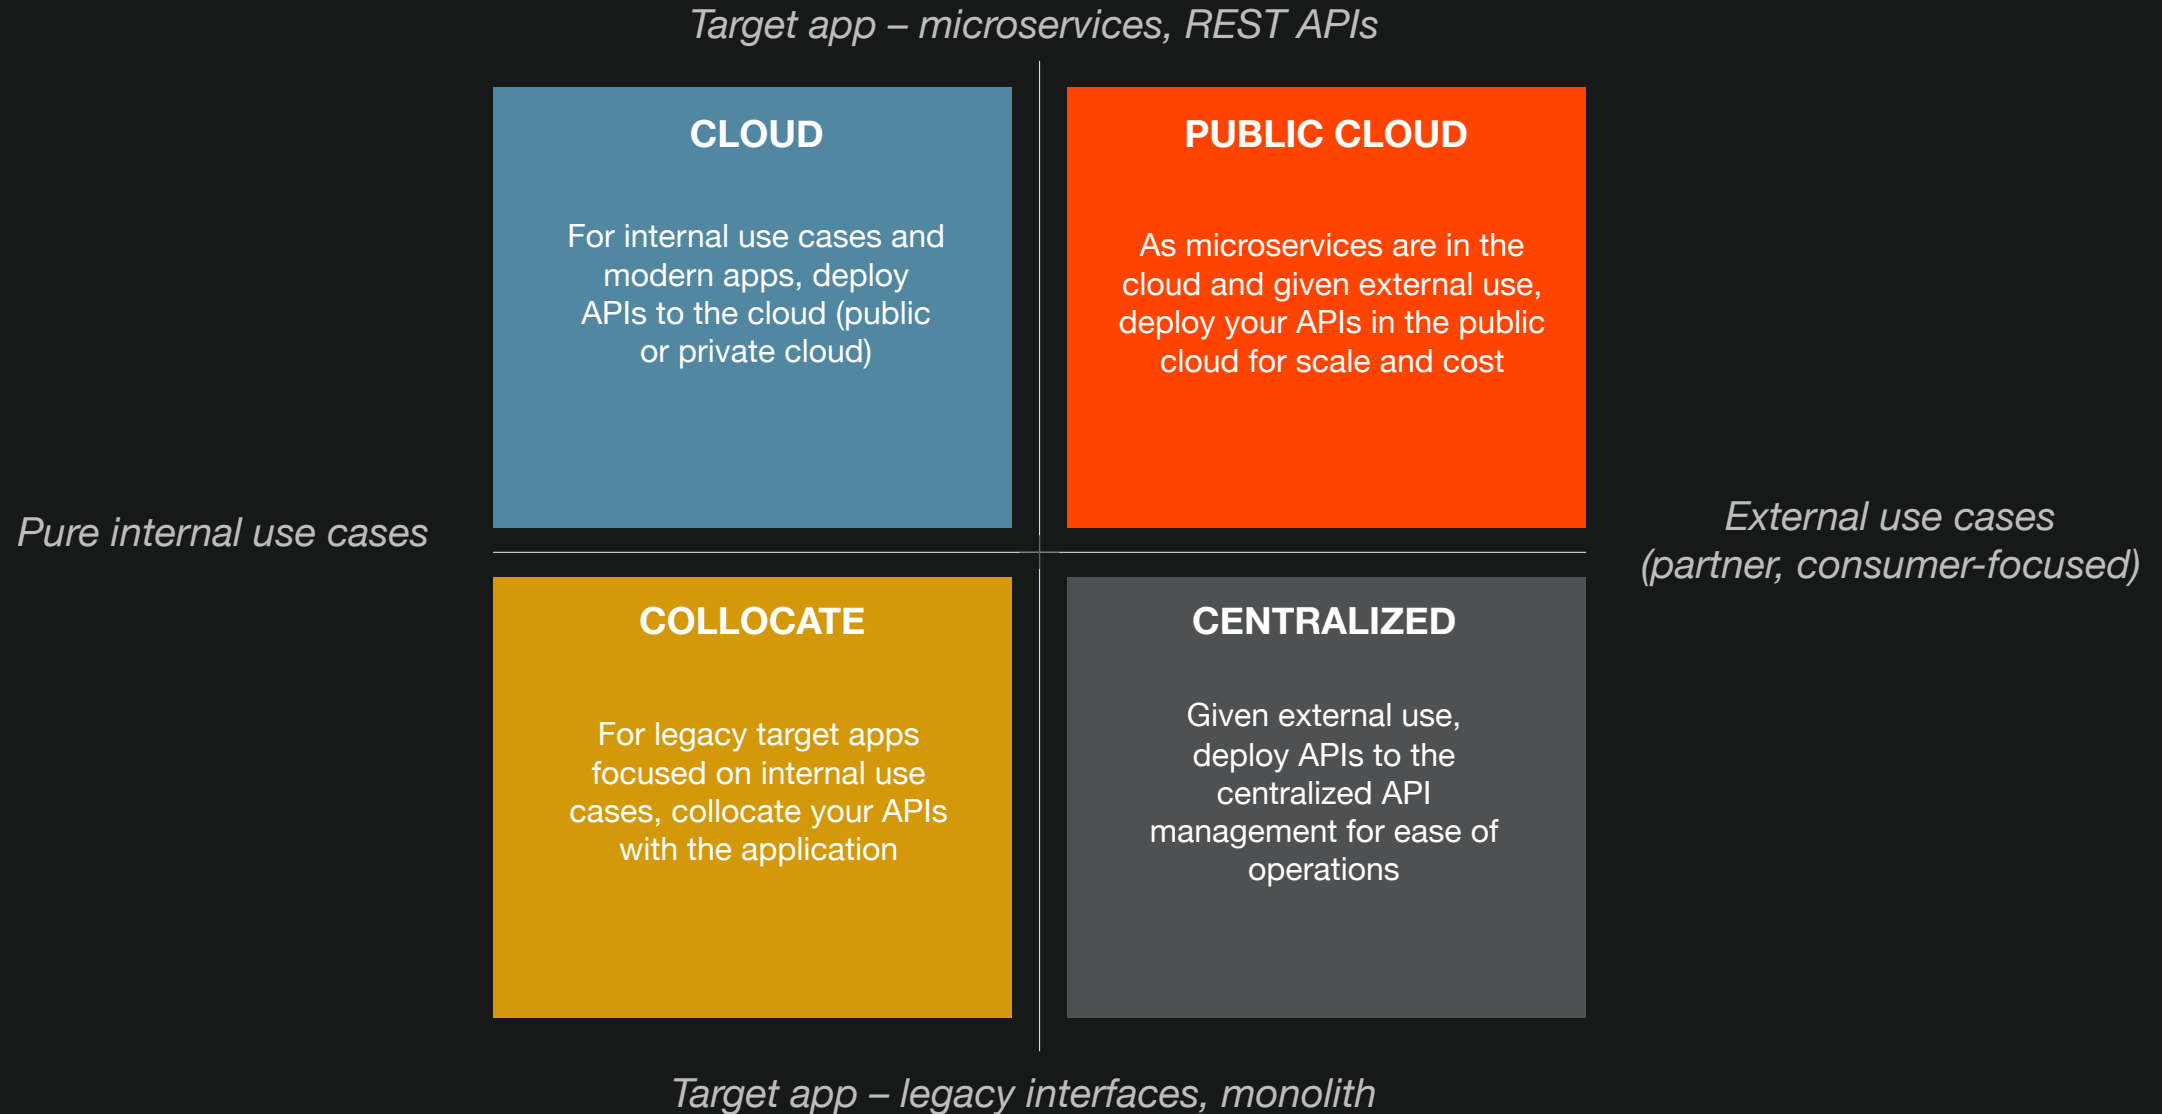 Target app – microservices, REST APIs
CLOUD
For internal use cases and
modern apps, deploy
APIs to the cloud (public
or private cloud)
PUBLIC CLOUD
As microservices are in the
cloud and given external use,
deploy your APIs in the public
cloud for scale and cost
Pure internal use cases
External use cases
(partner, consumer-focused)
COLLOCATE
For legacy target apps
focused on internal use
cases, collocate your APIs
with the application
CENTRALIZED
Given external use,
deploy APIs to the
centralized API
management for ease of
operations
Target app – legacy interfaces, monolith